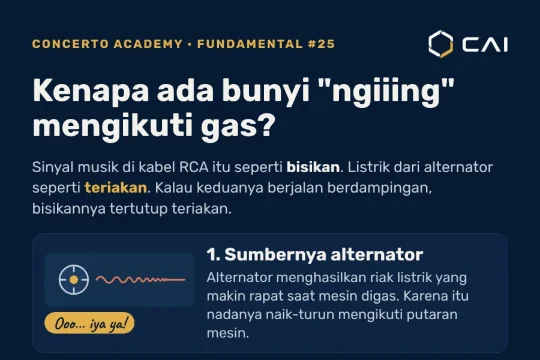 CONCERTO ACADEMY • FUNDAMENTAL #25
CAI
Kenapa ada bunyi "ngiiing"
mengikuti gas?
Sinyal musik di kabel RCA itu seperti bisikan. Listrik dari alternator
seperti teriakan. Kalau keduanya berjalan berdampingan,
bisikannya tertutup teriakan.
1. Sumbernya alternator
Alternator menghasilkan riak listrik yang
makin rapat saat mesin digas. Karena itu
nadanya naik-turun mengikuti putaran
mesin.
Ooo... iya ya!